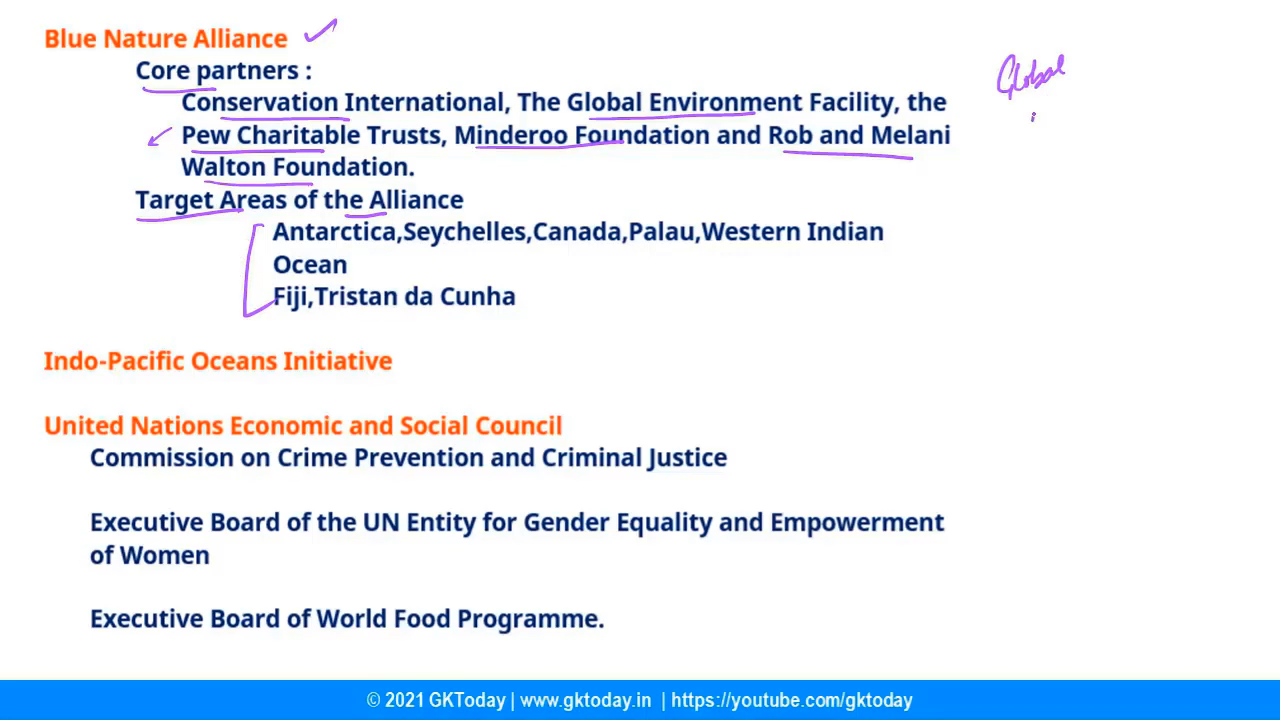 Blue Nature Alliance
Core partners :
Global
Conservation International, The Global Environment Facility, the
Pew Charitable Trusts, Minderoo Foundation and Rob and Melani
Walton Foundation.
Target Areas of the Alliance
Antarctica,Seychelles,Canada,Palau,Western Indian
Ocean
Fiji,Tristan da Cunha
Indo-Pacific Oceans Initiative
United Nations Economic and Social Council
Commission on Crime Prevention and Criminal Justice
Executive Board of the UN Entity for Gender Equality and Empowerment
of Women
Executive Board of World Food Programme.
© 2021 GKToday | www.gktoday.in | https://youtube.com/gktoday